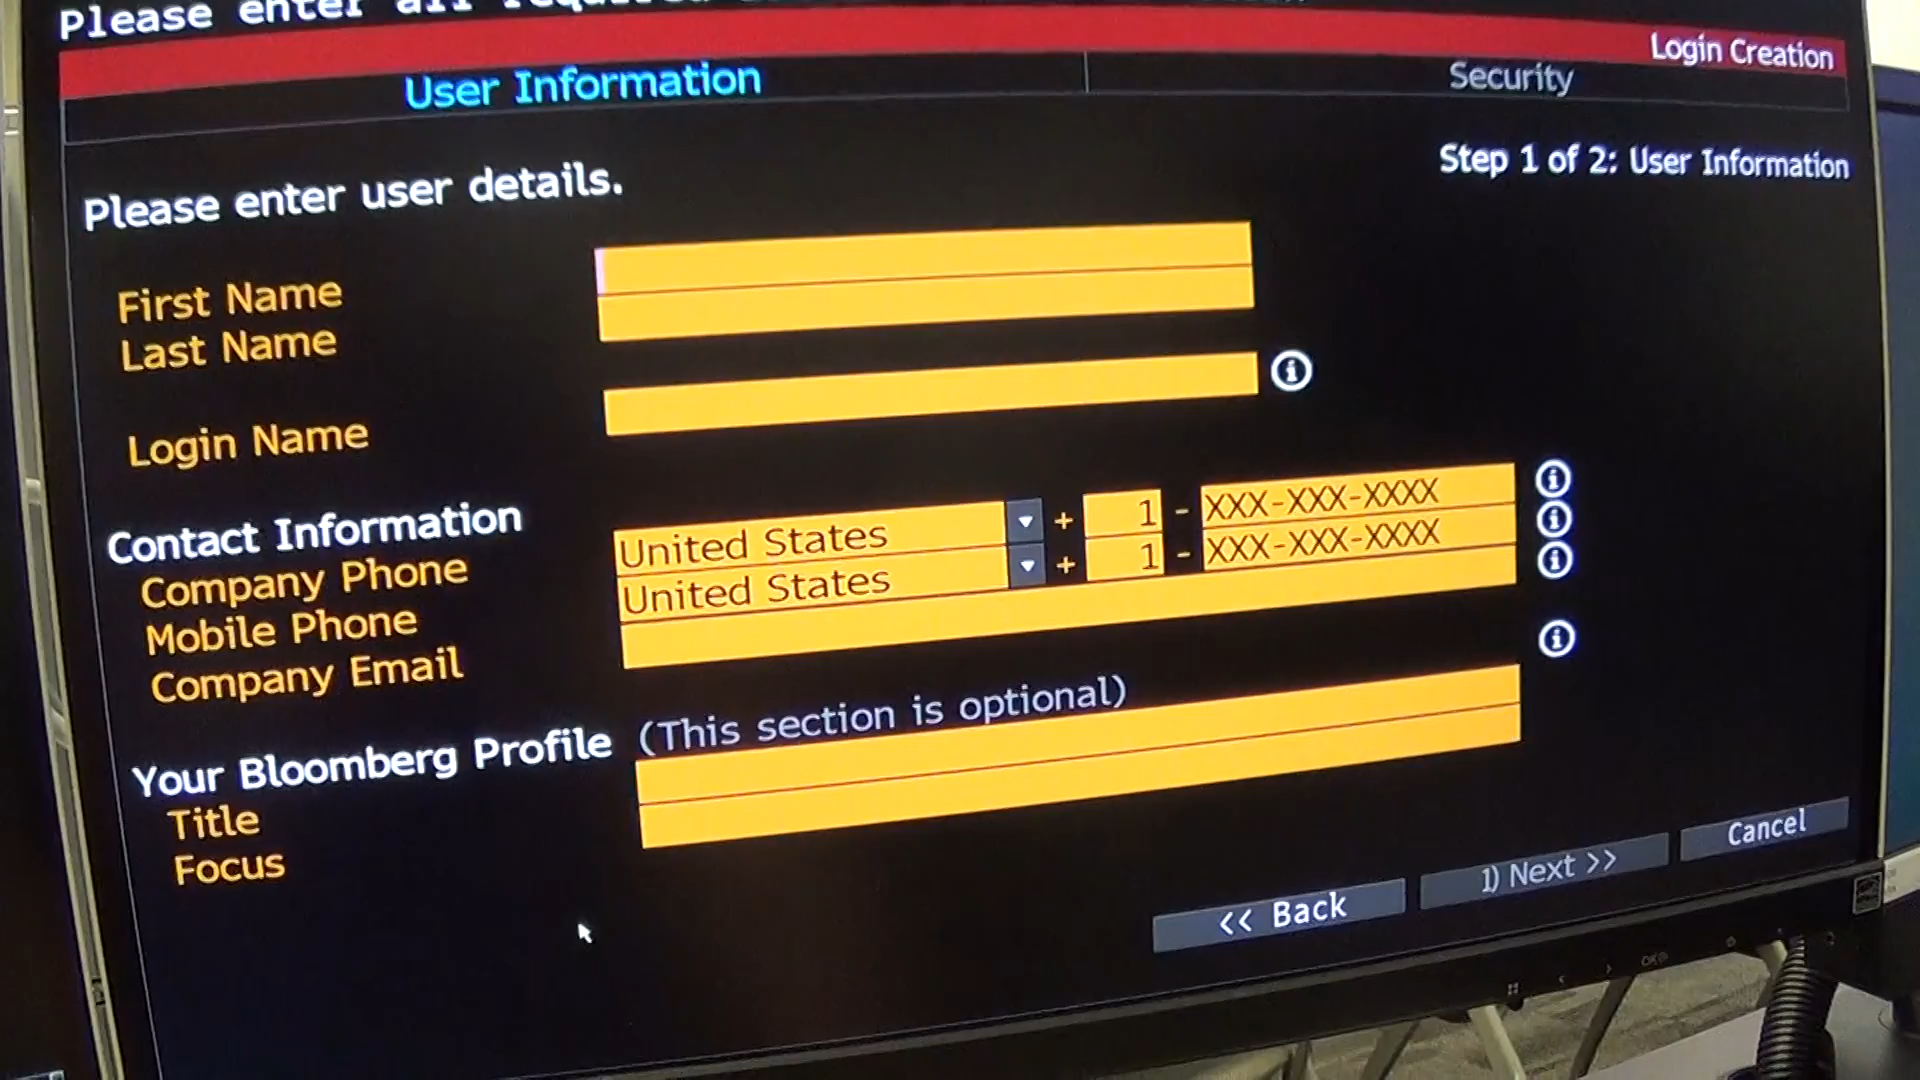 Please enter all required
Login Creation
User Information
Security
Step 1 of 2: User Information
Please enter user details.
First Name
Last Name
Login Name
Contact Information
Company Phone
United States + 1 - XXX-XXX-XXXX
Mobile Phone
United States + 1 - XXX-XXX-XXXX
Company Email
Your Bloomberg Profile (This section is optional)
Title
Focus
<< Back
1) Next >>
Cancel